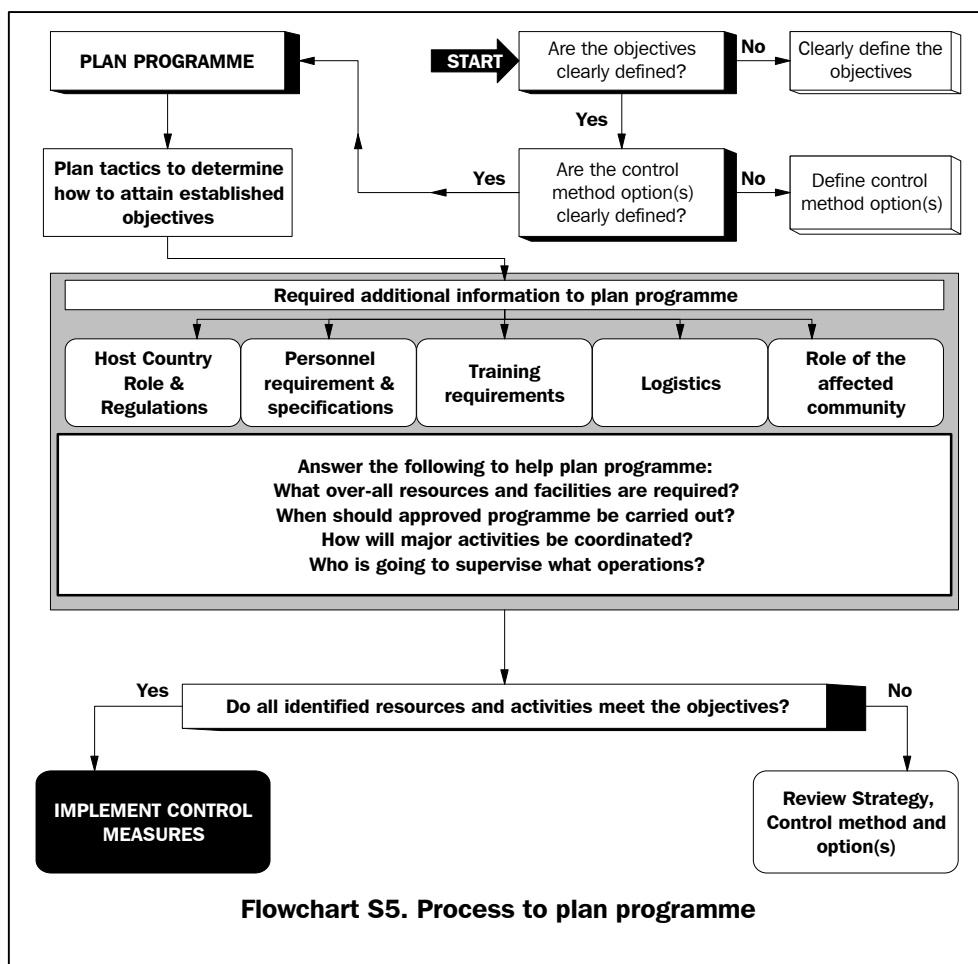 PLAN PROGRAMME
START
Are the objectives
clearly defined?
No
Clearly define the
objectives
Yes
Plan tactics to determine
how to attain established
objectives
Yes
Are the control
method option(s)
clearly defined?
No
Define control
method option(s)
Required additional information to plan programme
Host Country
Role &
Regulations
Personnel
requirement &
specifications
Training
requirements
Logistics
Role of the
affected
community
Answer the following to help plan programme:
What over-all resources and facilities are required?
When should approved programme be carried out?
How will major activities be coordinated?
Who is going to supervise what operations?
Yes
Do all identified resources and activities meet the objectives?
No
IMPLEMENT CONTROL
MEASURES
Review Strategy,
Control method and
option(s)
Flowchart S5. Process to plan programme